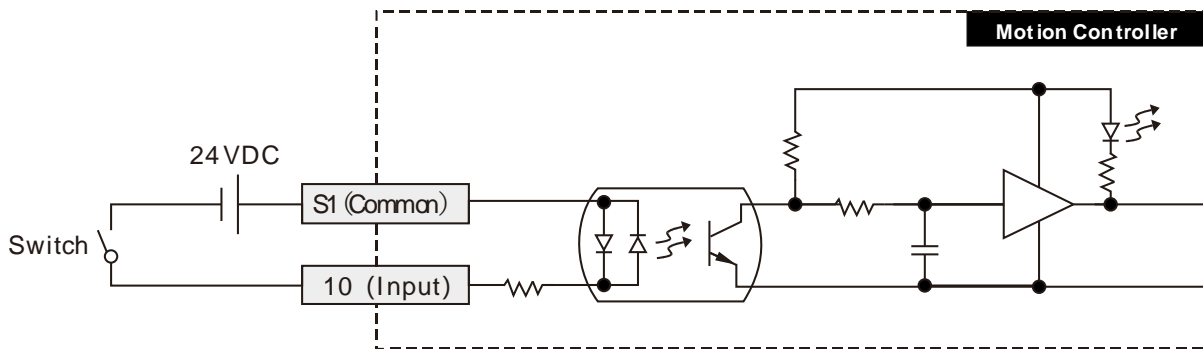 Motion Controller
24VDC
S1 (Common)
Switch
10 (Input)